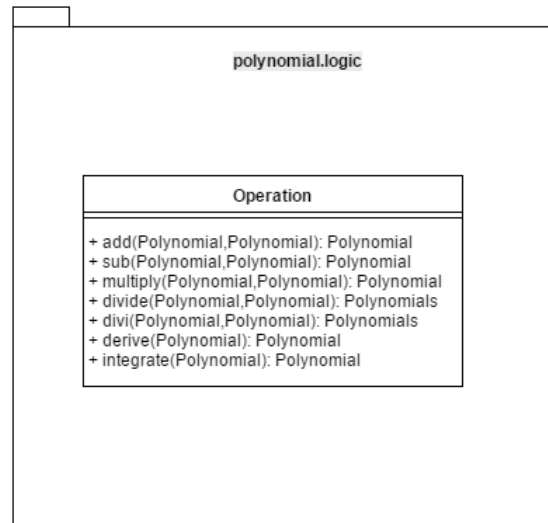 polynomial.logic
Operation
+ add(Polynomial,Polynomial): Polynomial
+ sub(Polynomial,Polynomial): Polynomial
+ multiply(Polynomial,Polynomial): Polynomial
+ divide(Polynomial,Polynomial): Polynomials
+ divi(Polynomial,Polynomial): Polynomials
+ derive(Polynomial): Polynomial
+ integrate(Polynomial): Polynomial